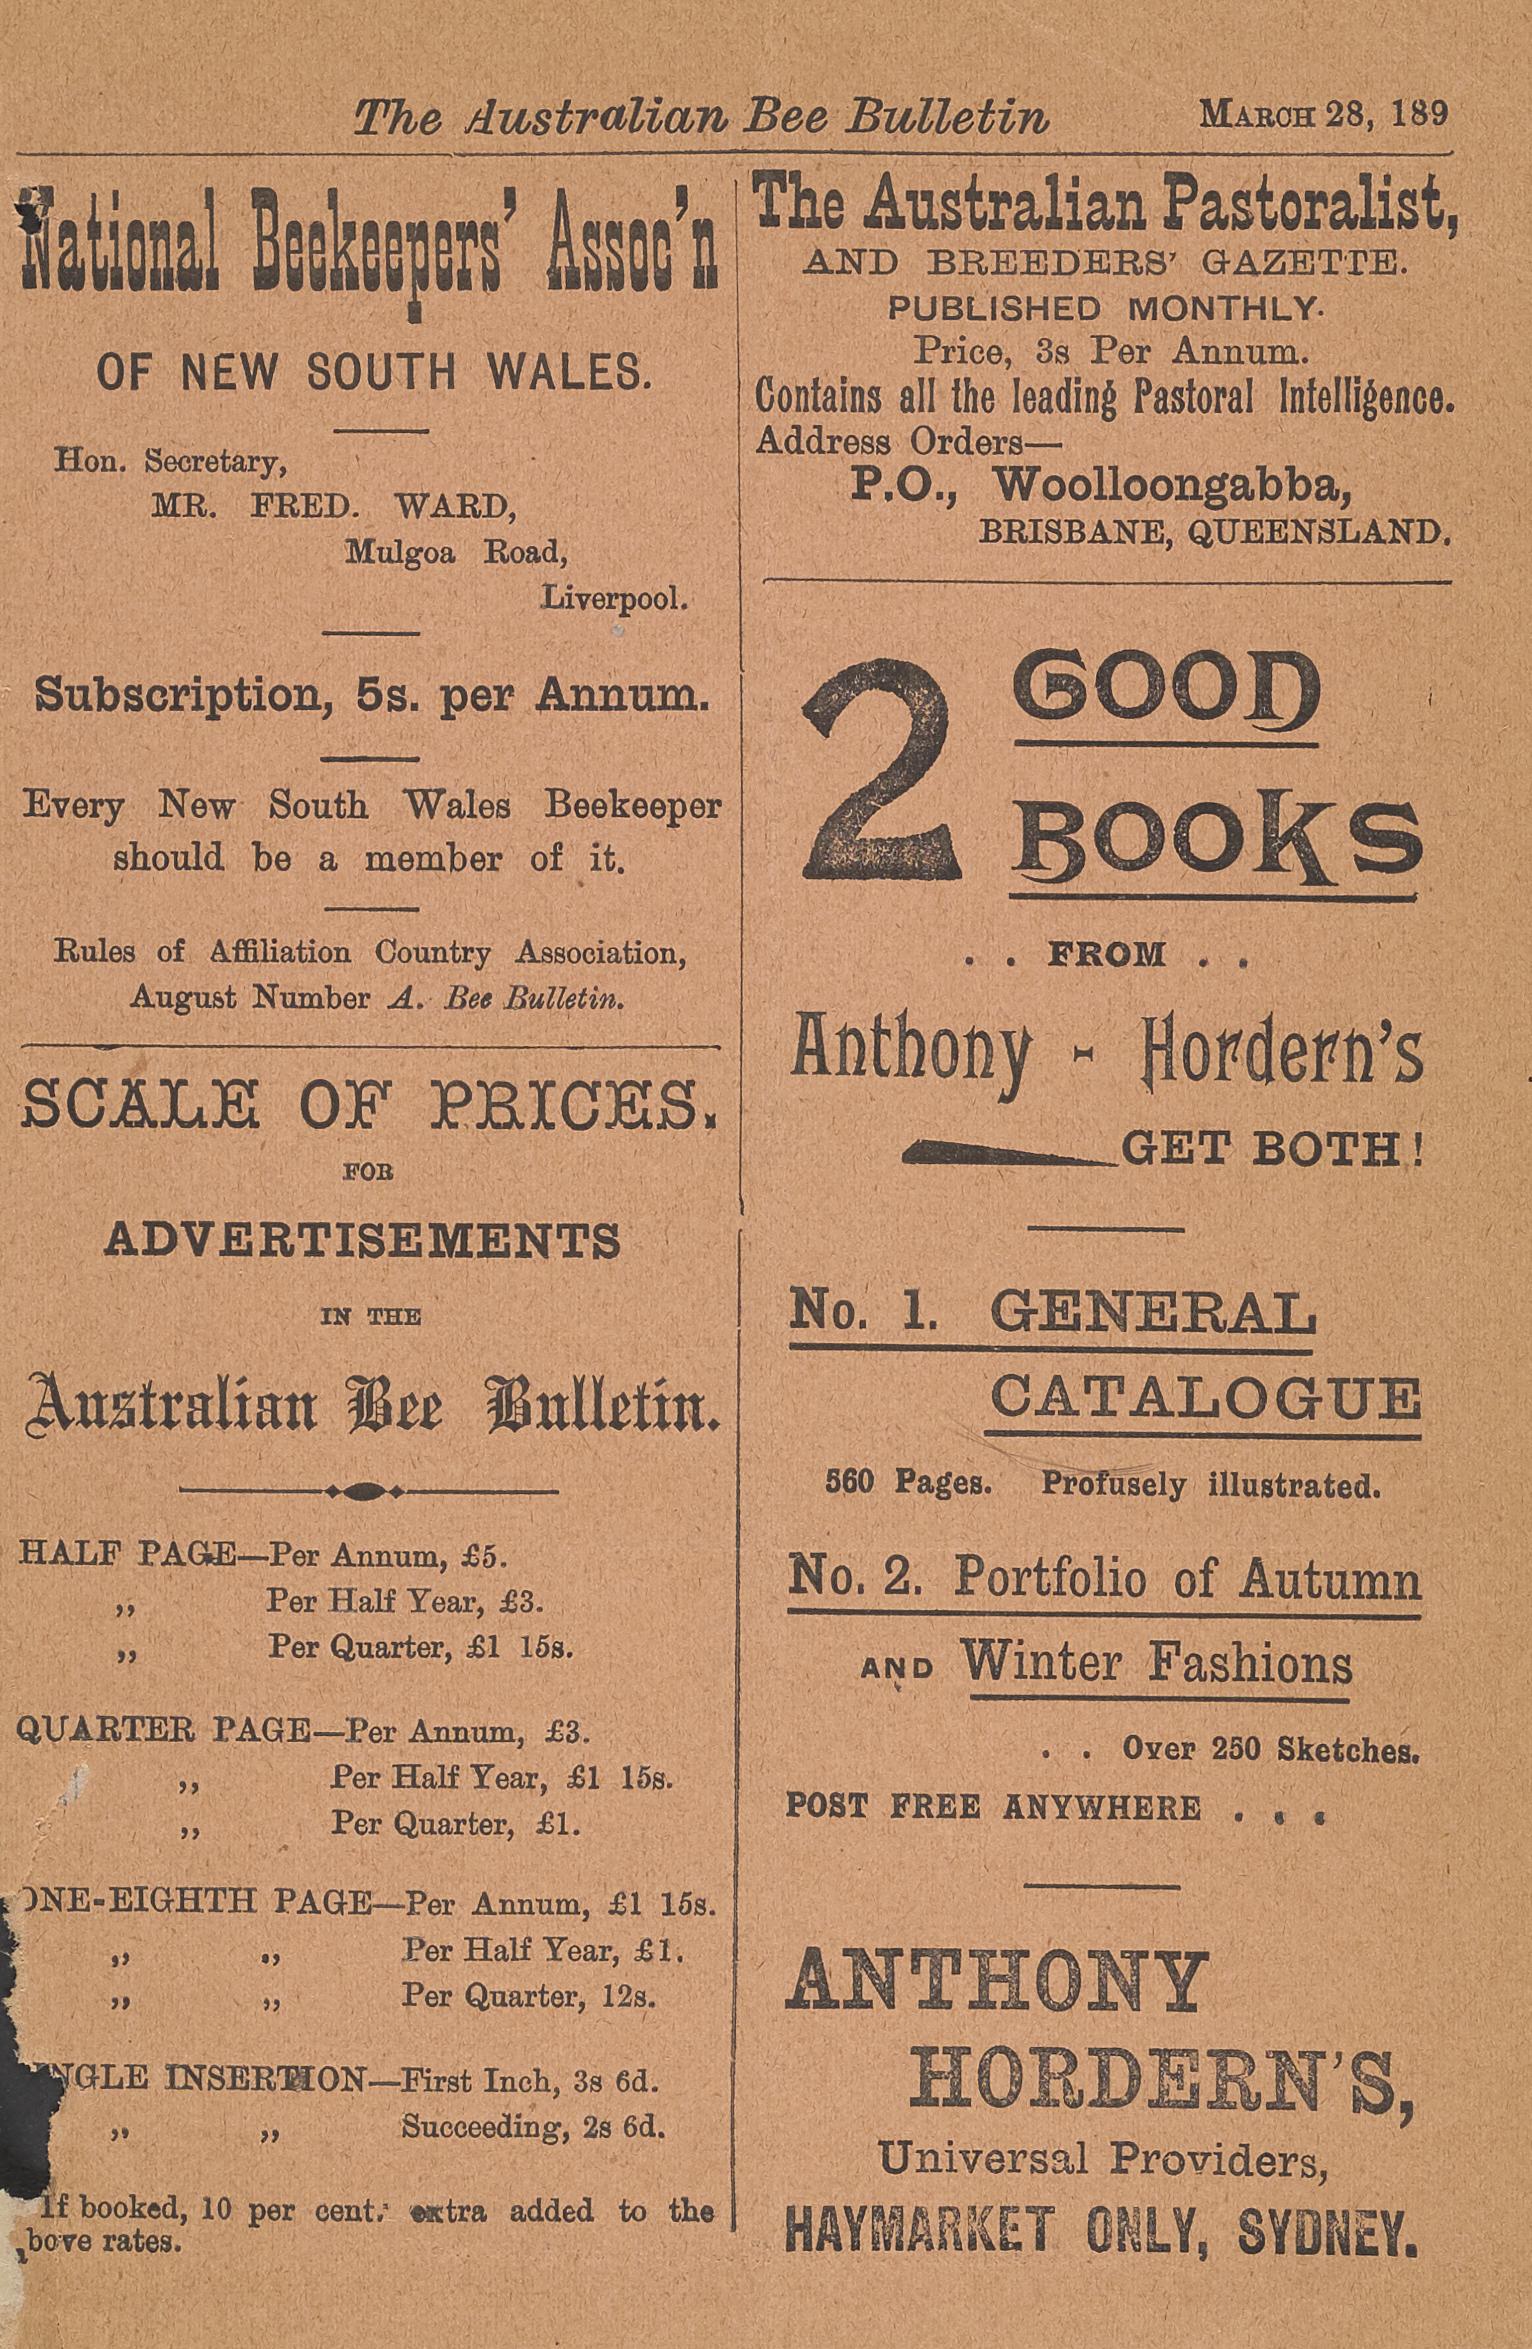 The Australian Bee Bulletin MARCH 28, 189
National Beekeepers' Assoc'n
OF NEW SOUTH WALES.
Hon. Secretary,
MR. FRED. WARD,
Mulgoa Road,
Liverpool.
Subscription, 5s. per Annum.
Every New South Wales Beekeeper
should be a member of it.
Rules of Affiliation Country Association,
August Number A. Bee Bulletin.
SCALE OF PRICES.
FOR
ADVERTISEMENTS
IN THE
Australian Bee Bulletin.
HALF PAGE—Per Annum, £5.
„ Per Half Year, £3.
„ Per Quarter, £1 15s.
QUARTER PAGE—Per Annum, £3.
„ Per Half Year, £1 15s.
„ Per Quarter, £1.
ONE-EIGHTH PAGE—Per Annum, £1 15s.
„ „ Per Half Year, £1.
„ „ Per Quarter, 12s.
NGLE INSERTION—First Inch, 3s 6d.
„ „ Succeeding, 2s 6d.
If booked, 10 per cent. extra added to the
bove rates.
The Australian Pastoralist,
AND BREEDERS' GAZETTE.
PUBLISHED MONTHLY.
Price, 3s Per Annum.
Contains all the leading Pastoral Intelligence.
Address Orders—
P.O., Woolloongabba,
BRISBANE, QUEENSLAND.
2 GOOD
BOOKS
. . FROM . .
Anthony - Hordern's
GET BOTH!
No. 1. GENERAL
CATALOGUE
560 Pages. Profusely illustrated.
No. 2. Portfolio of Autumn
AND Winter Fashions
. . Over 250 Sketches.
POST FREE ANYWHERE . . .
ANTHONY
HORDERN'S,
Universal Providers,
HAYMARKET ONLY, SYDNEY.